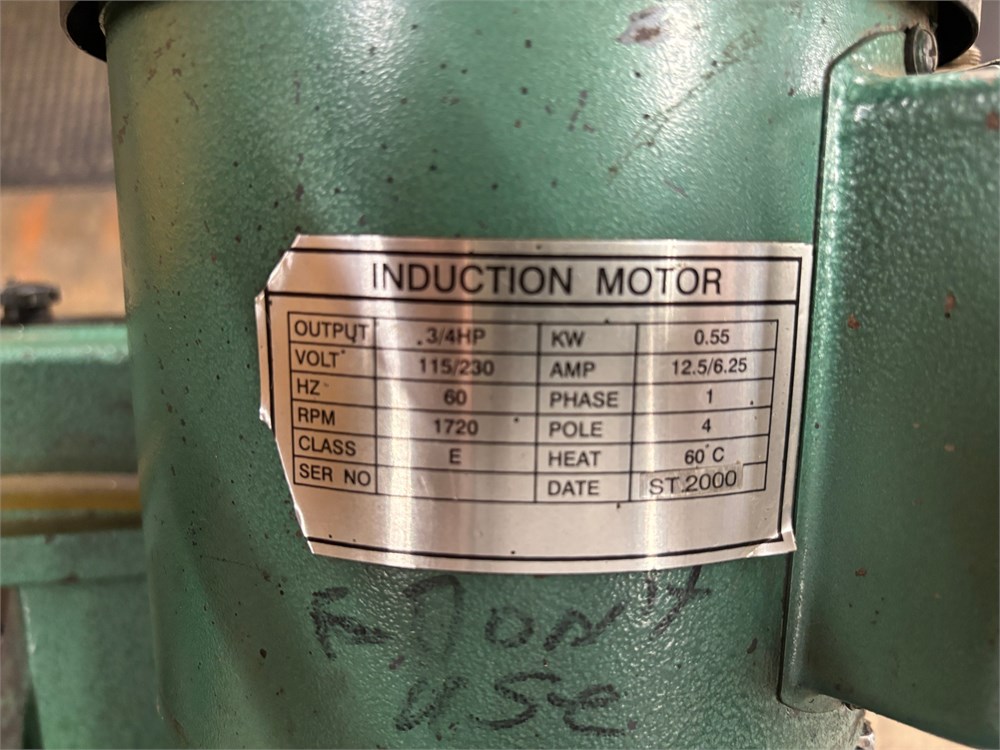 INDUCTION MOTOR
OUTPUT .3/4HP KW 0.55
VOLT 115/230 AMP 12.5/6.25
HZ 60 PHASE 1
RPM 1720 POLE 4
CLASS E HEAT 60°C
SER NO DATE ST.2000
USE